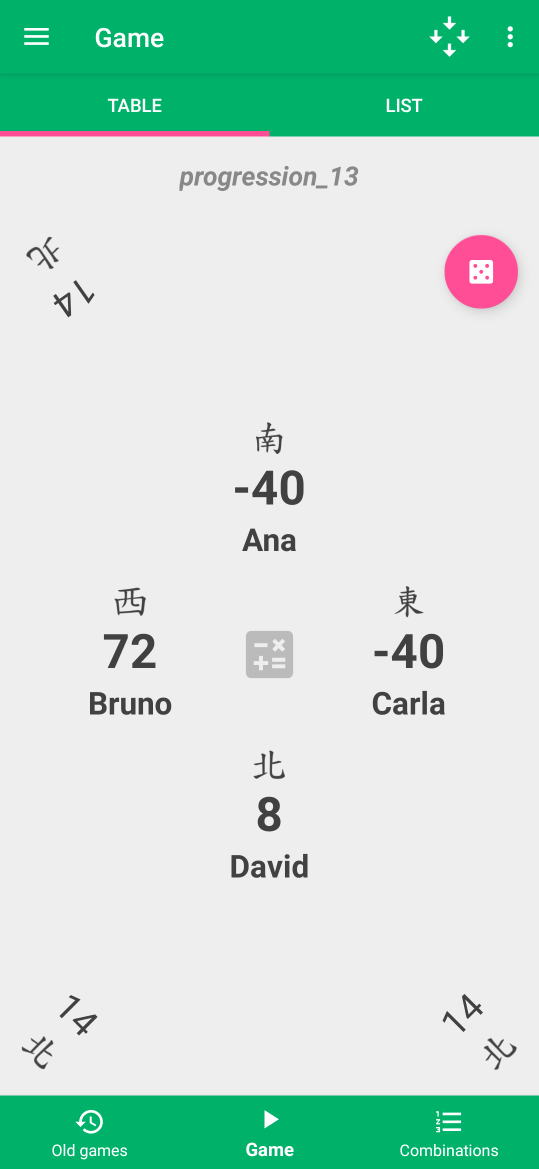 Game
TABLE
LIST
progression_13
北
14
南
-40
Ana
西
72
Bruno
東
-40
Carla
北
8
David
14
北
14
北
Old games
Game
Combinations